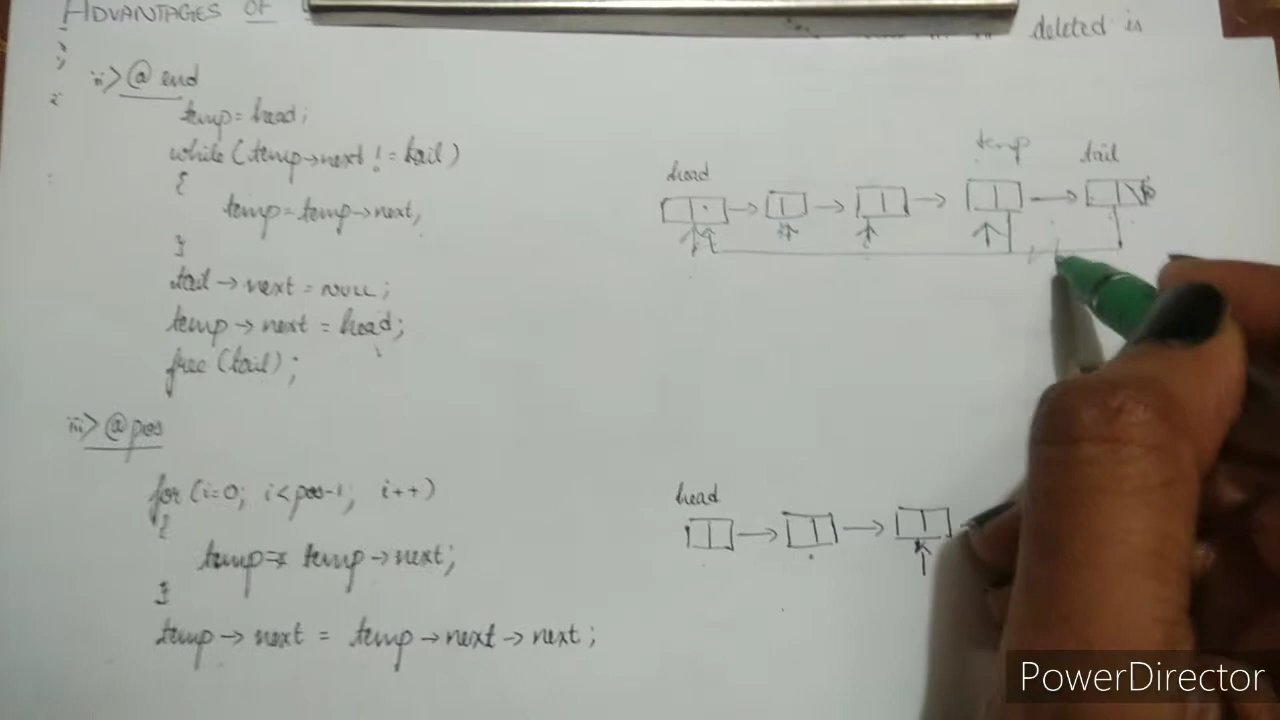 ADVANTAGES OF
deleted is
ii> @ end
temp = head;
while (temp→next != tail)
{
temp = temp→next;
}
tail → next = NULL;
temp → next = head;
free (tail);
head
temp
tail
iii> @ pos
for (i=0; i<pos-1; i++)
{
temp = temp → next;
}
temp → next = temp → next → next;
head
PowerDirector